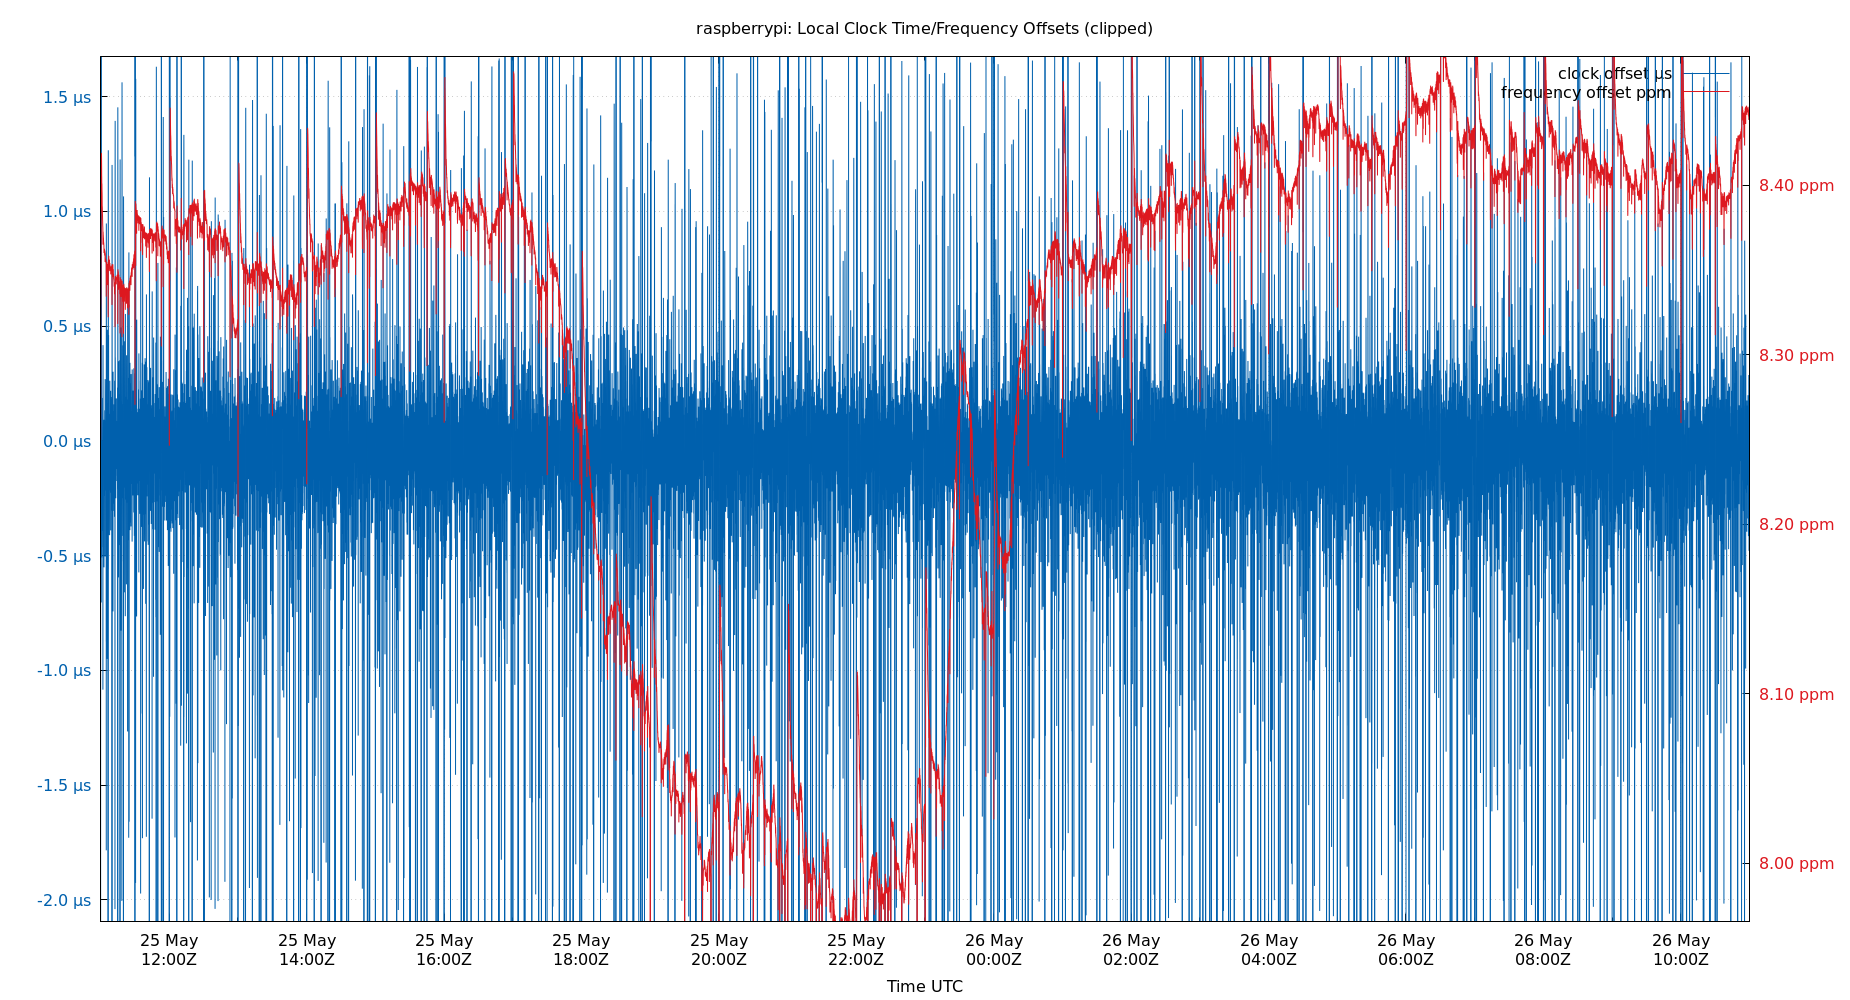 raspberrypi: Local Clock Time/Frequency Offsets (clipped)
clock offset µs
frequency offset ppm
1.5 µs
1.0 µs
0.5 µs
0.0 µs
-0.5 µs
-1.0 µs
-1.5 µs
-2.0 µs
8.40 ppm
8.30 ppm
8.20 ppm
8.10 ppm
8.00 ppm
25 May 25 May 25 May 25 May 25 May 25 May 26 May 26 May 26 May 26 May 26 May 26 May
12:00Z 14:00Z 16:00Z 18:00Z 20:00Z 22:00Z 00:00Z 02:00Z 04:00Z 06:00Z 08:00Z 10:00Z
Time UTC